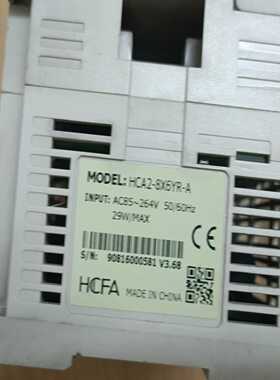 MODEL: HCA2-8X6YR-A
INPUT: AC85~264V 50/60Hz
29W/MAX
CE
S/N: 90816000581 V3.68
HCFA
MADE IN CHINA